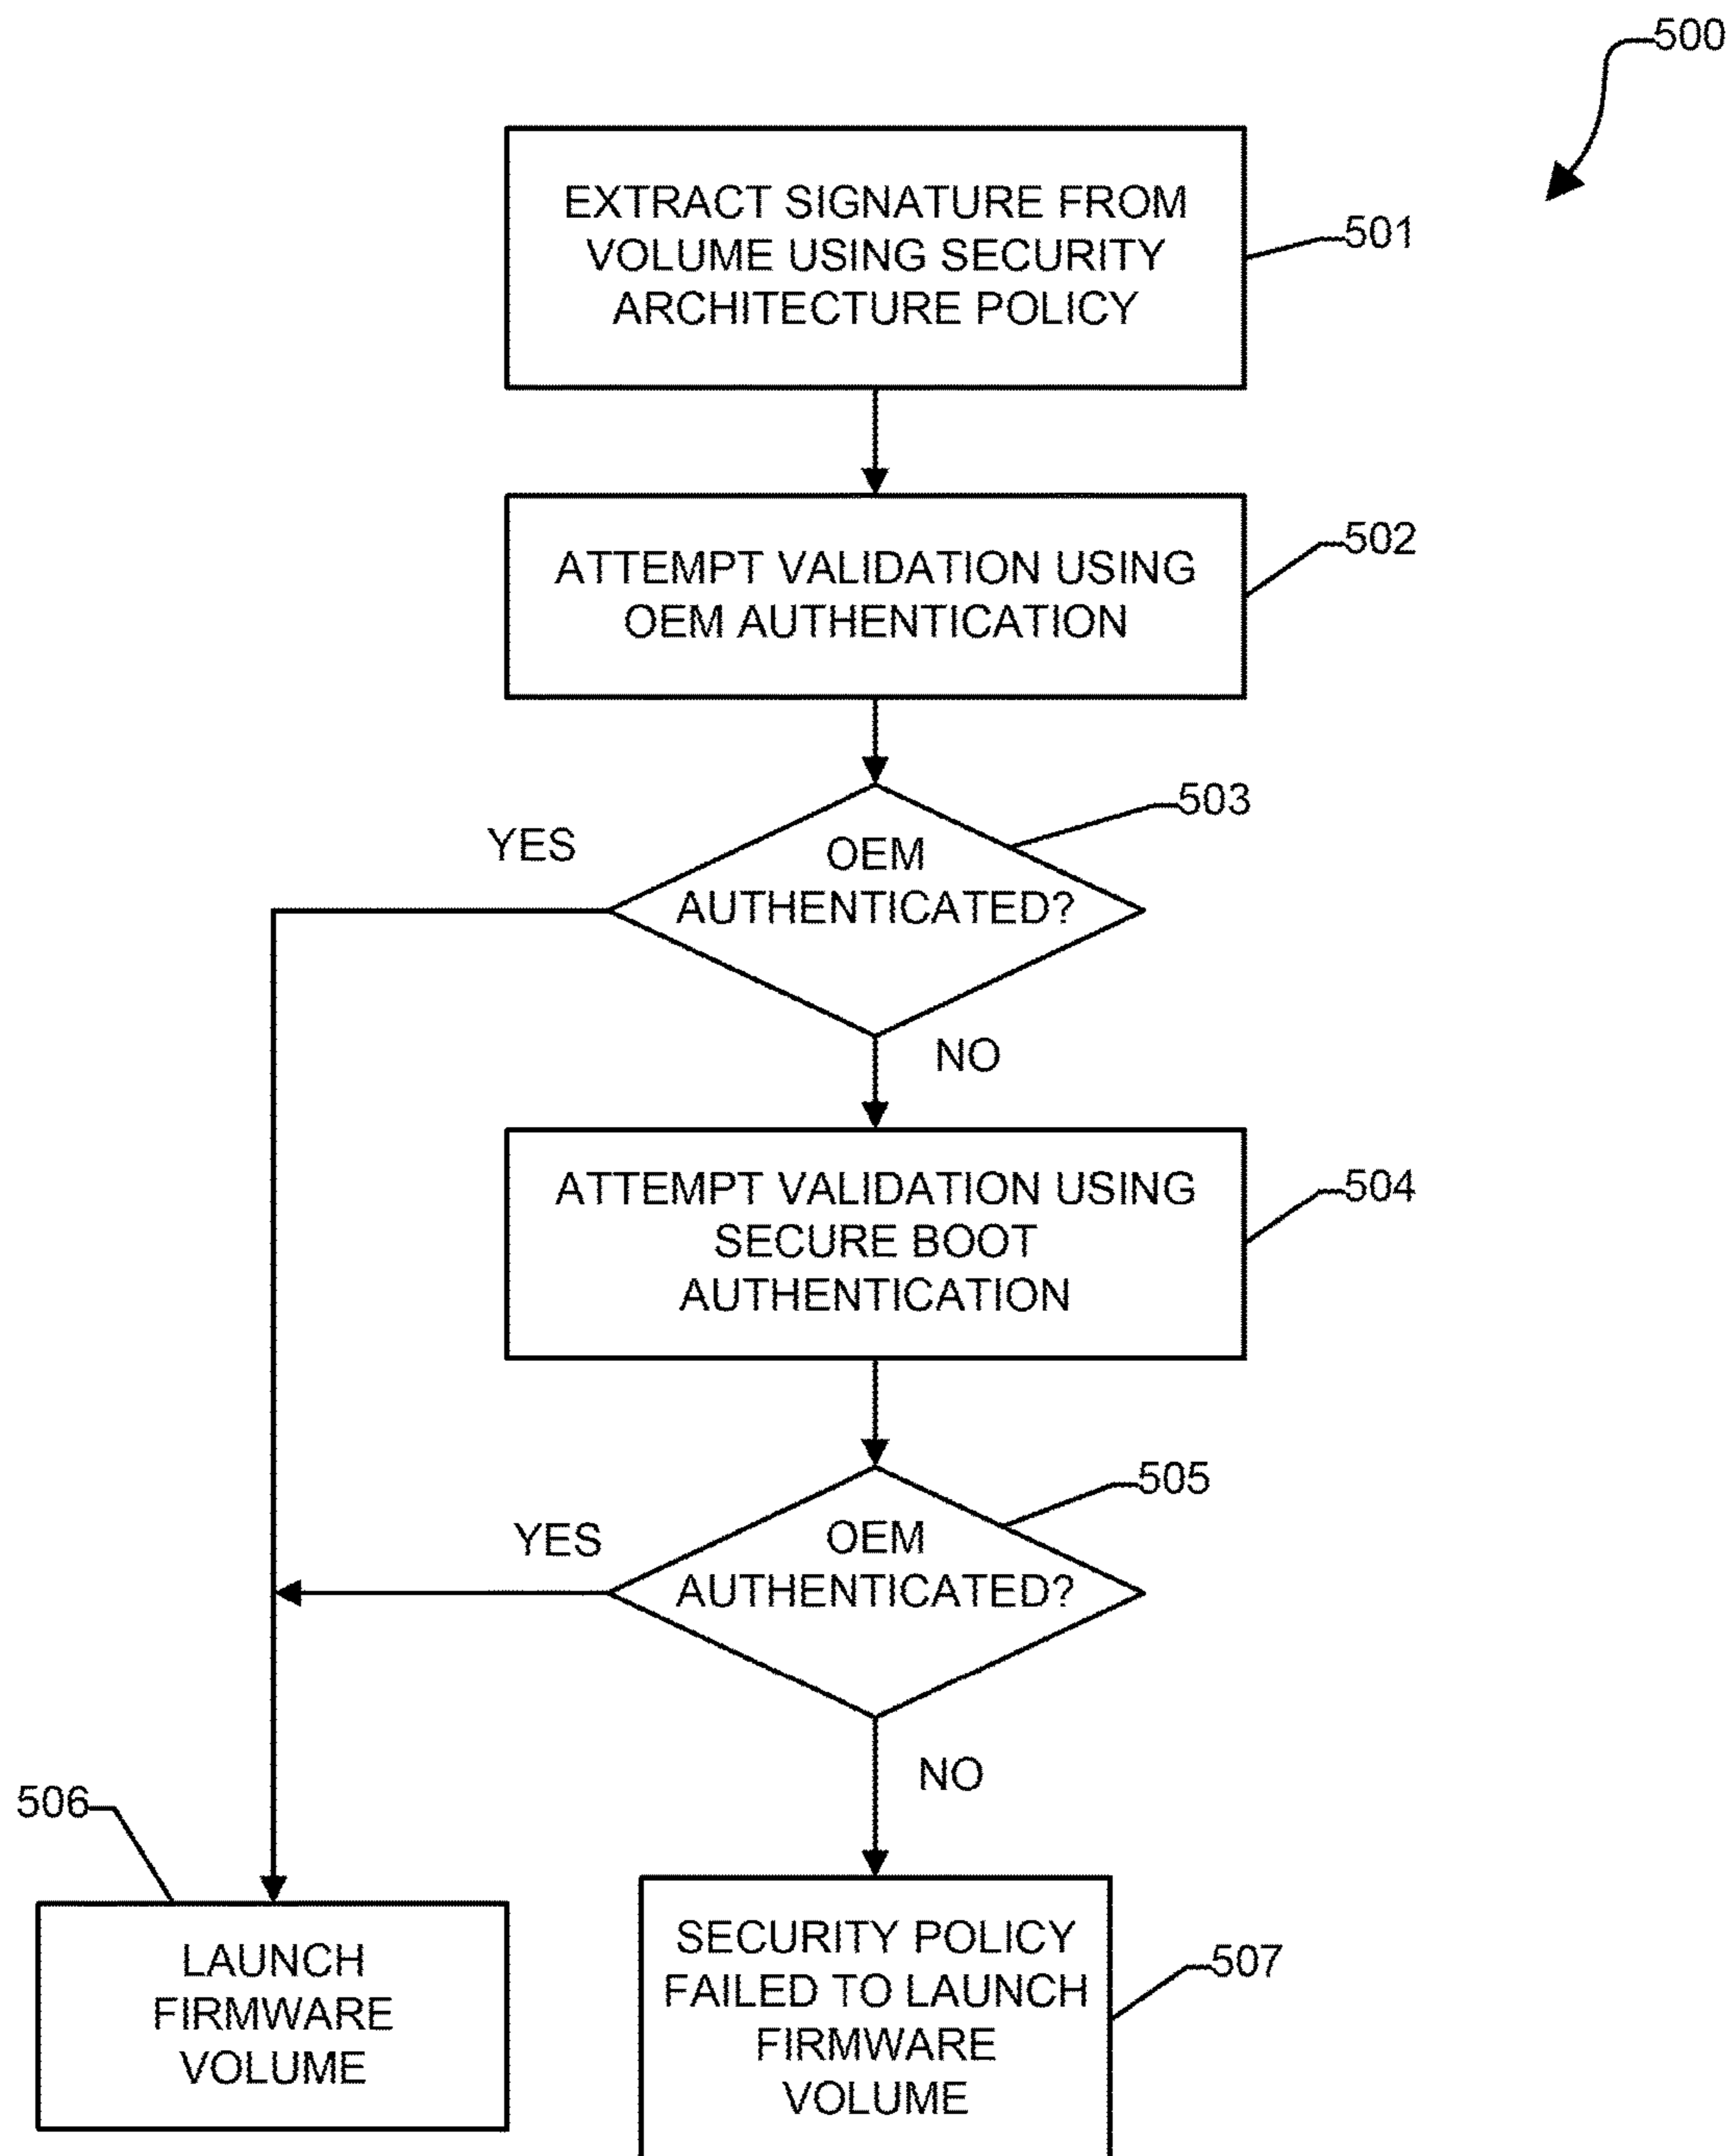 500
EXTRACT SIGNATURE FROM
VOLUME USING SECURITY
ARCHITECTURE POLICY
501
ATTEMPT VALIDATION USING
OEM AUTHENTICATION
502
503
YES
OEM
AUTHENTICATED?
NO
ATTEMPT VALIDATION USING
SECURE BOOT
AUTHENTICATION
504
505
YES
OEM
AUTHENTICATED?
NO
506
LAUNCH
FIRMWARE
VOLUME
SECURITY POLICY
FAILED TO LAUNCH
FIRMWARE
VOLUME
507